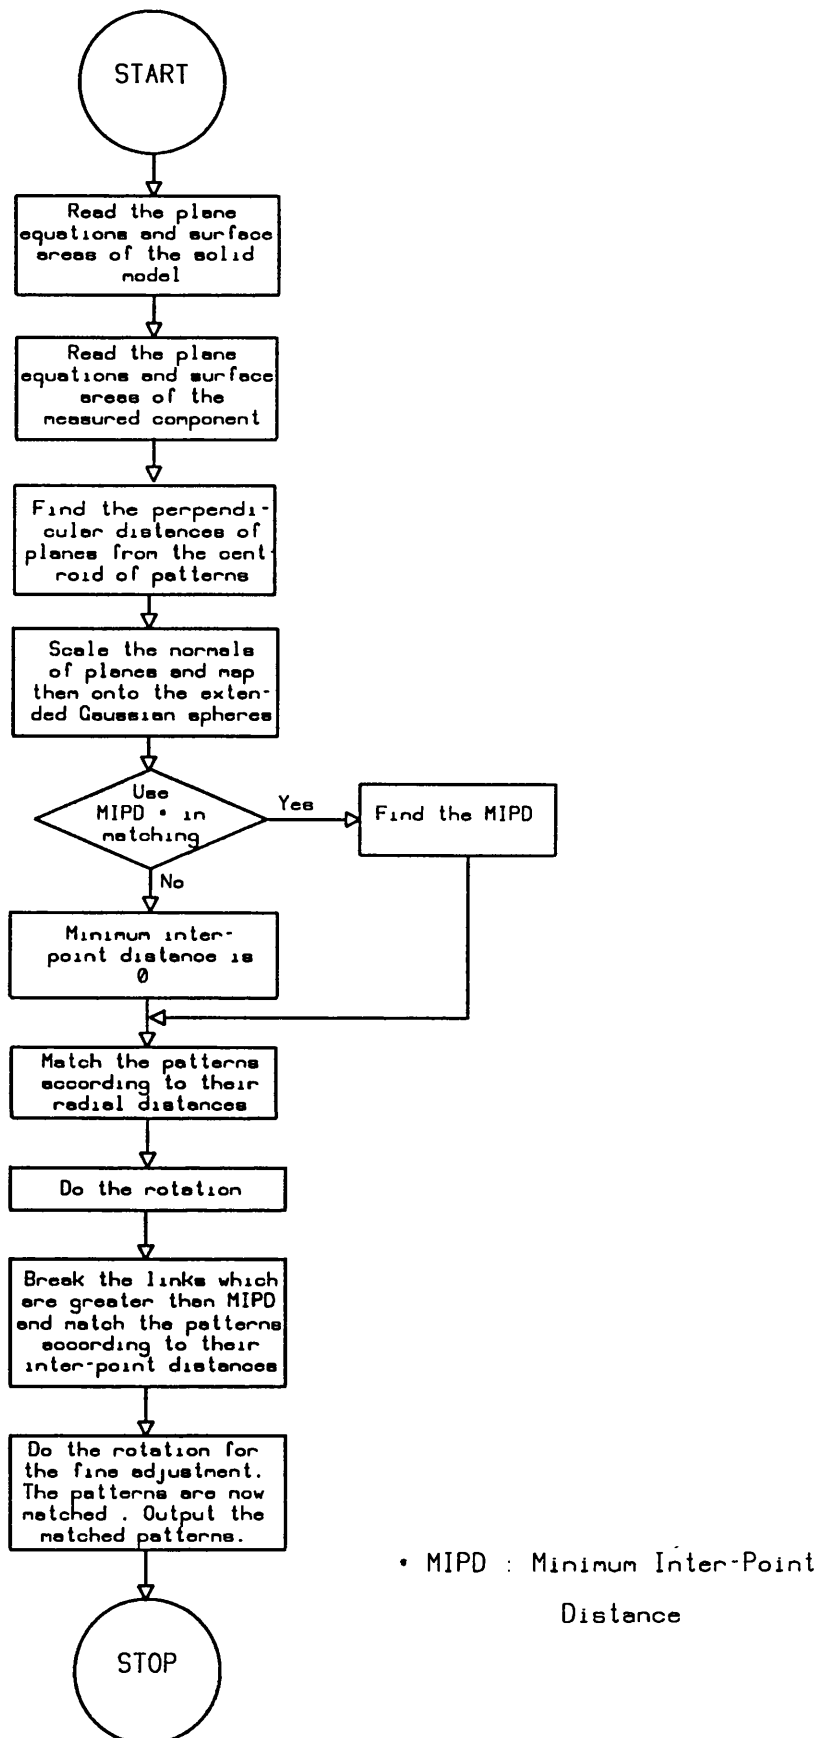 START
Read the plane
equations and surface
areas of the solid
model
Read the plane
equations and surface
areas of the
measured component
Find the perpendi-
cular distances of
planes from the cent-
roid of patterns
Scale the normals
of planes and map
them onto the exten-
ded Gaussian spheres
Use
MIPD * in
matching
Yes
Find the MIPD
No
Minimum inter-
point distance is
0
Match the patterns
according to their
radial distances
Do the rotation
Break the links which
are greater than MIPD
and match the patterns
according to their
inter-point distances
Do the rotation for
the fine adjustment.
The patterns are now
matched . Output the
matched patterns.
* MIPD : Minimum Inter-Point
Distance
STOP